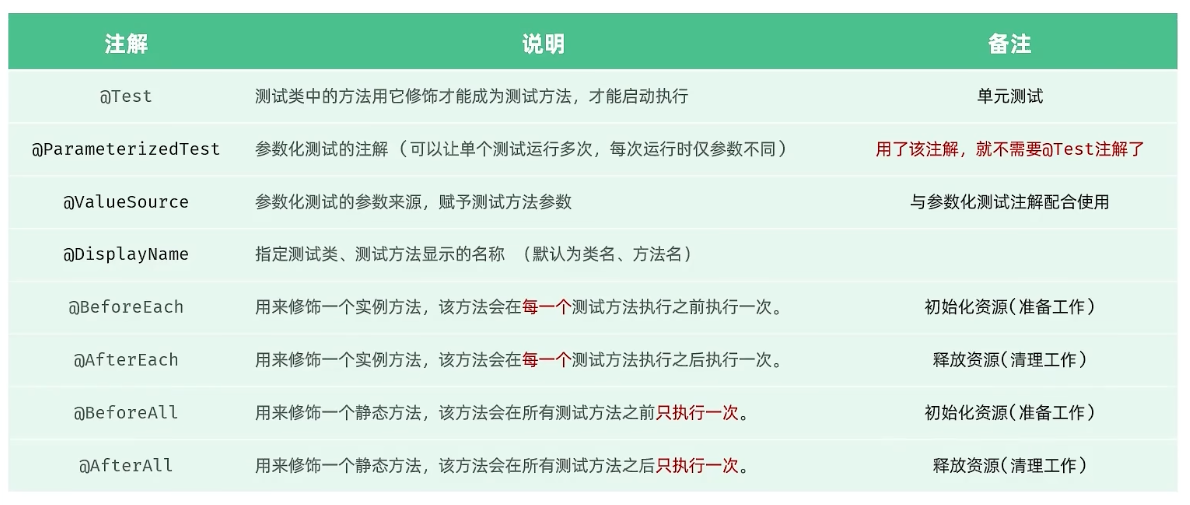 注解 说明 备注
@Test 测试类中的方法用它修饰才能成为测试方法，才能启动执行 单元测试
@ParameterizedTest 参数化测试的注解 (可以让单个测试运行多次，每次运行时仅参数不同) 用了该注解，就不需要@Test注解了
@ValueSource 参数化测试的参数来源，赋予测试方法参数 与参数化测试注解配合使用
@DisplayName 指定测试类、测试方法显示的名称 （默认为类名、方法名)
@BeforeEach 用来修饰一个实例方法，该方法会在每一个测试方法执行之前执行一次。 初始化资源(准备工作)
@AfterEach 用来修饰一个实例方法，该方法会在每一个测试方法执行之后执行一次。 释放资源(清理工作)
@BeforeAll 用来修饰一个静态方法，该方法会在所有测试方法之前只执行一次。 初始化资源(准备工作)
@AfterAll 用来修饰一个静态方法，该方法会在所有测试方法之后只执行一次。 释放资源(清理工作)